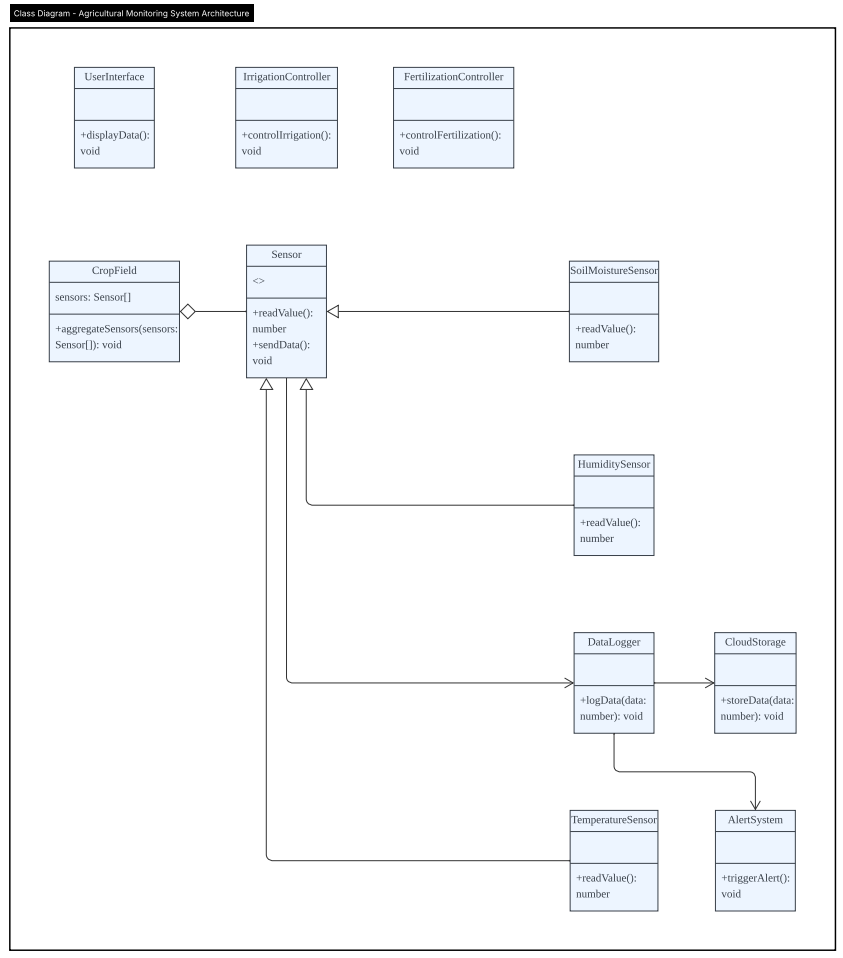 Class Diagram - Agricultural Monitoring System Architecture
UserInterface
+displayData():
void
IrrigationController
+controlIrrigation():
void
FertilizationController
+controlFertilization():
void
CropField
sensors: Sensor[]
+aggregateSensors(sensors:
Sensor[]): void
Sensor
<>
+readValue():
number
+sendData():
void
SoilMoistureSensor
+readValue():
number
HumiditySensor
+readValue():
number
DataLogger
+logData(data:
number): void
CloudStorage
+storeData(data:
number): void
TemperatureSensor
+readValue():
number
AlertSystem
+triggerAlert():
void